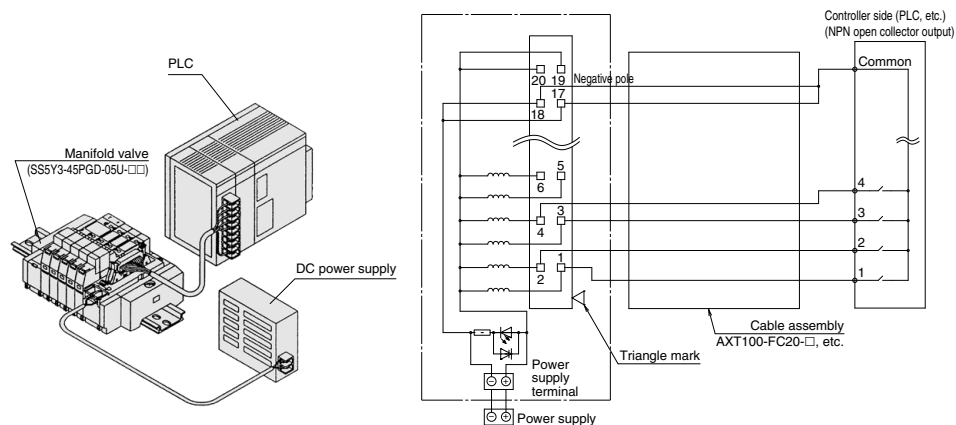 PLC
Manifold valve
(SS5Y3-45PGD-05U-□□)
DC power supply
Controller side (PLC, etc.)
(NPN open collector output)
Common
20 19
Negative pole
17
18
5
6
3
4
1
2
4
3
2
1
Cable assembly
AXT100-FC20-□, etc.
Triangle mark
Power
supply
terminal
Power supply